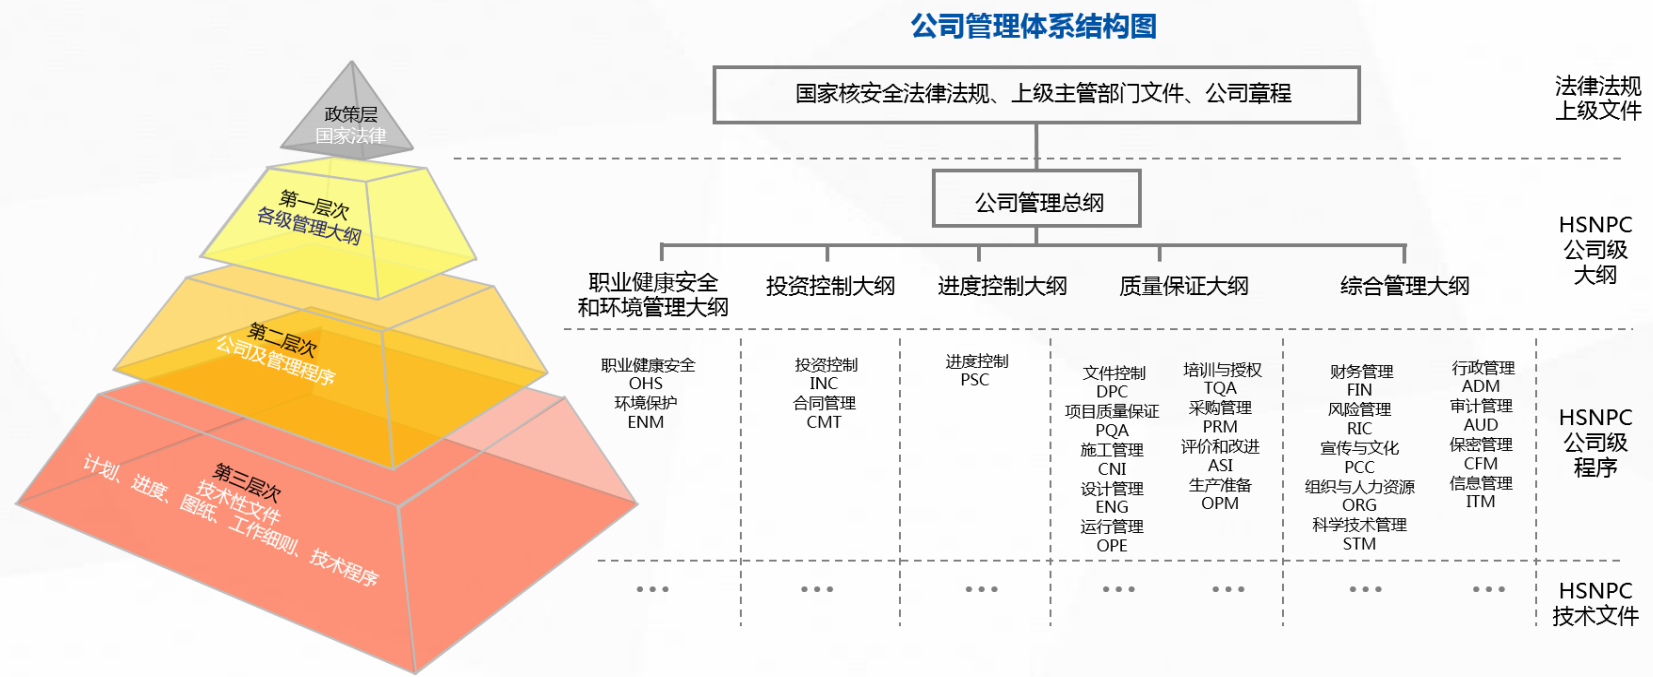 公司管理体系结构图
政策层
国家法律
第一层次
各级管理大纲
第二层次
公司及管理程序
第三层次
技术性文件
计划、进度、图纸、工作细则、技术程序
国家核安全法律法规、上级主管部门文件、公司章程
法律法规
上级文件
公司管理总纲
职业健康安全
和环境管理大纲
投资控制大纲
进度控制大纲
质量保证大纲
综合管理大纲
HSNPC
公司级
大纲
职业健康安全
OHS
环境保护
ENM
投资控制
INC
合同管理
CMT
进度控制
PSC
文件控制
DPC
项目质量保证
PQA
施工管理
CNI
设计管理
ENG
运行管理
OPE
培训与授权
TQA
采购管理
PRM
评价和改进
ASI
生产准备
OPM
财务管理
FIN
风险管理
RIC
宣传与文化
PCC
组织与人力资源
ORG
科学技术管理
STM
行政管理
ADM
审计管理
AUD
保密管理
CFM
信息管理
ITM
HSNPC
公司级
程序
... ... ... ... ... ... ...
HSNPC
技术文件